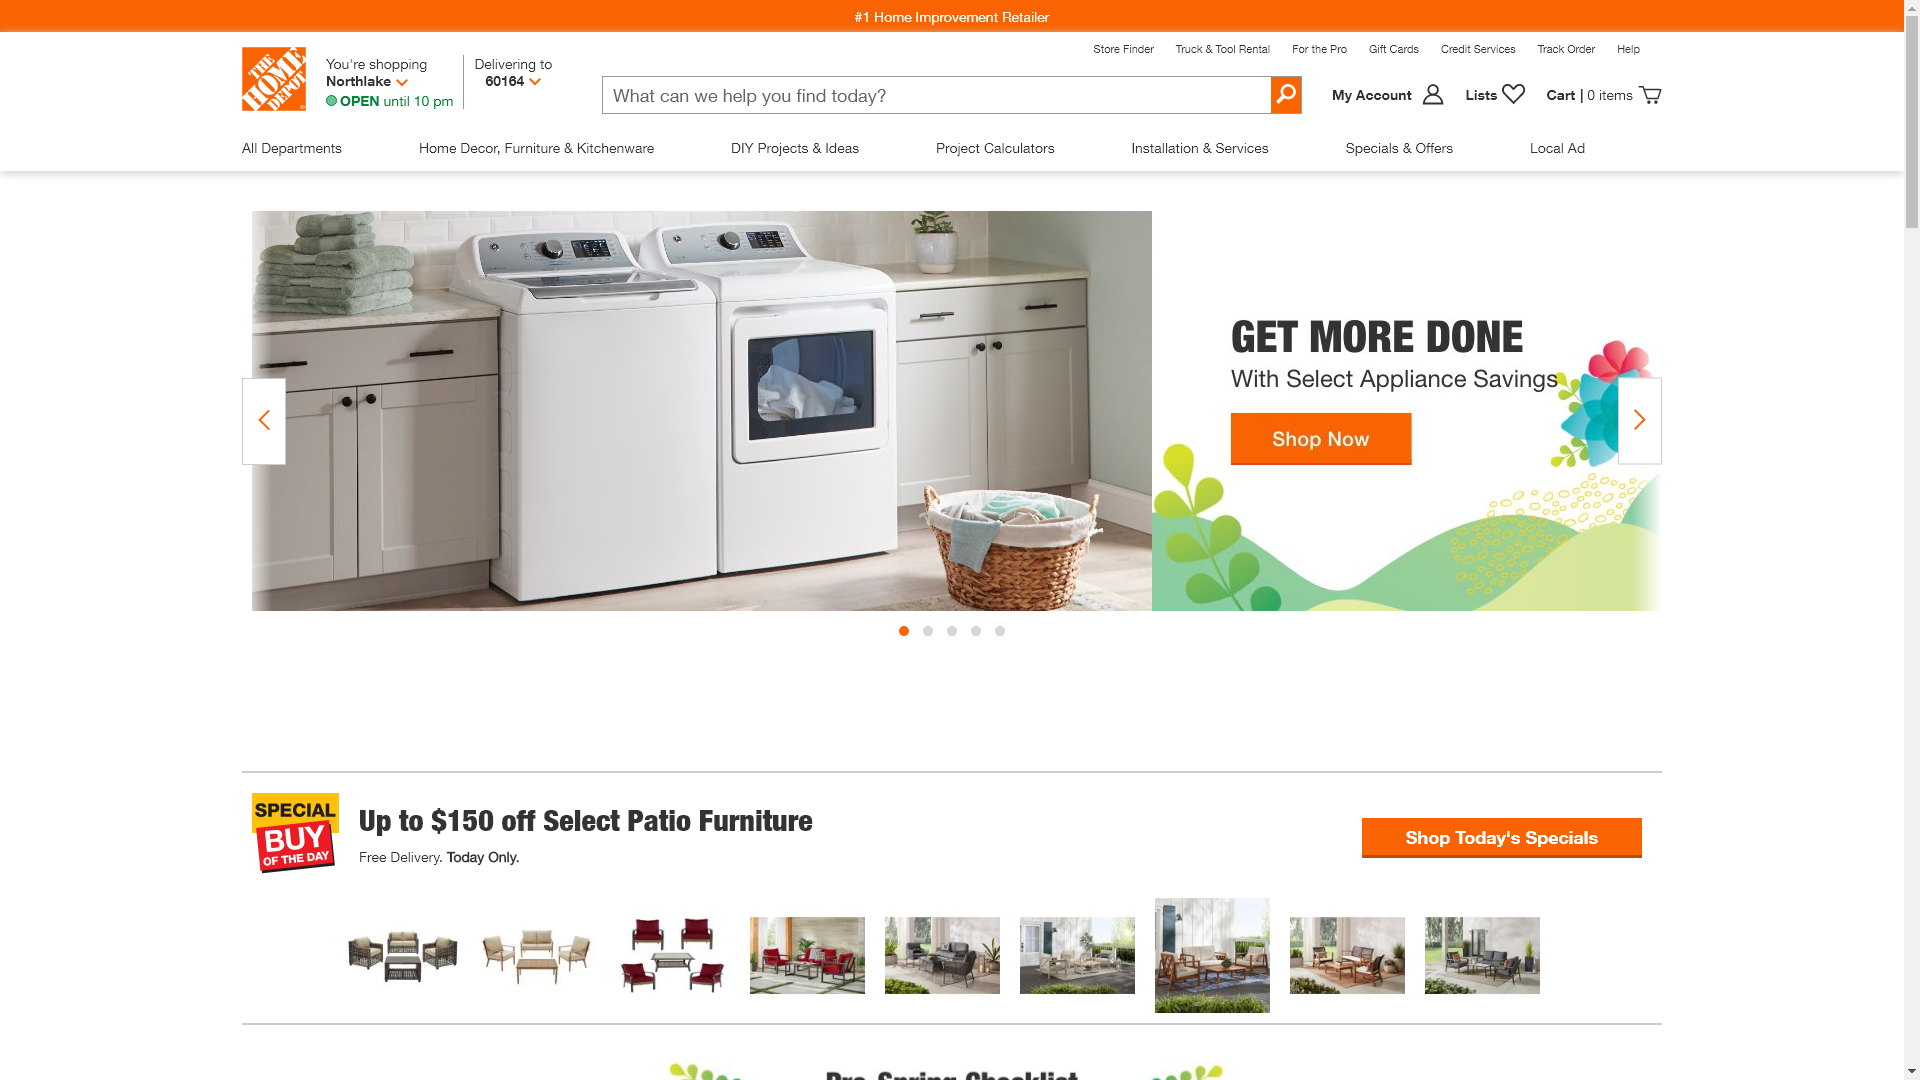 #1 Home Improvement Retailer
Store Finder
Truck & Tool Rental
For the Pro
Gift Cards
Credit Services
Track Order
Help
THE HOME DEPOT
You're shopping
Northlake
OPEN until 10 pm
Delivering to
60164
What can we help you find today?
My Account
Lists
Cart | 0 items
All Departments
Home Decor, Furniture & Kitchenware
DIY Projects & Ideas
Project Calculators
Installation & Services
Specials & Offers
Local Ad
GET MORE DONE
With Select Appliance Savings
Shop Now
SPECIAL
BUY
OF THE DAY
Up to $150 off Select Patio Furniture
Free Delivery. Today Only.
Shop Today's Specials
Pre-Spring Checklist